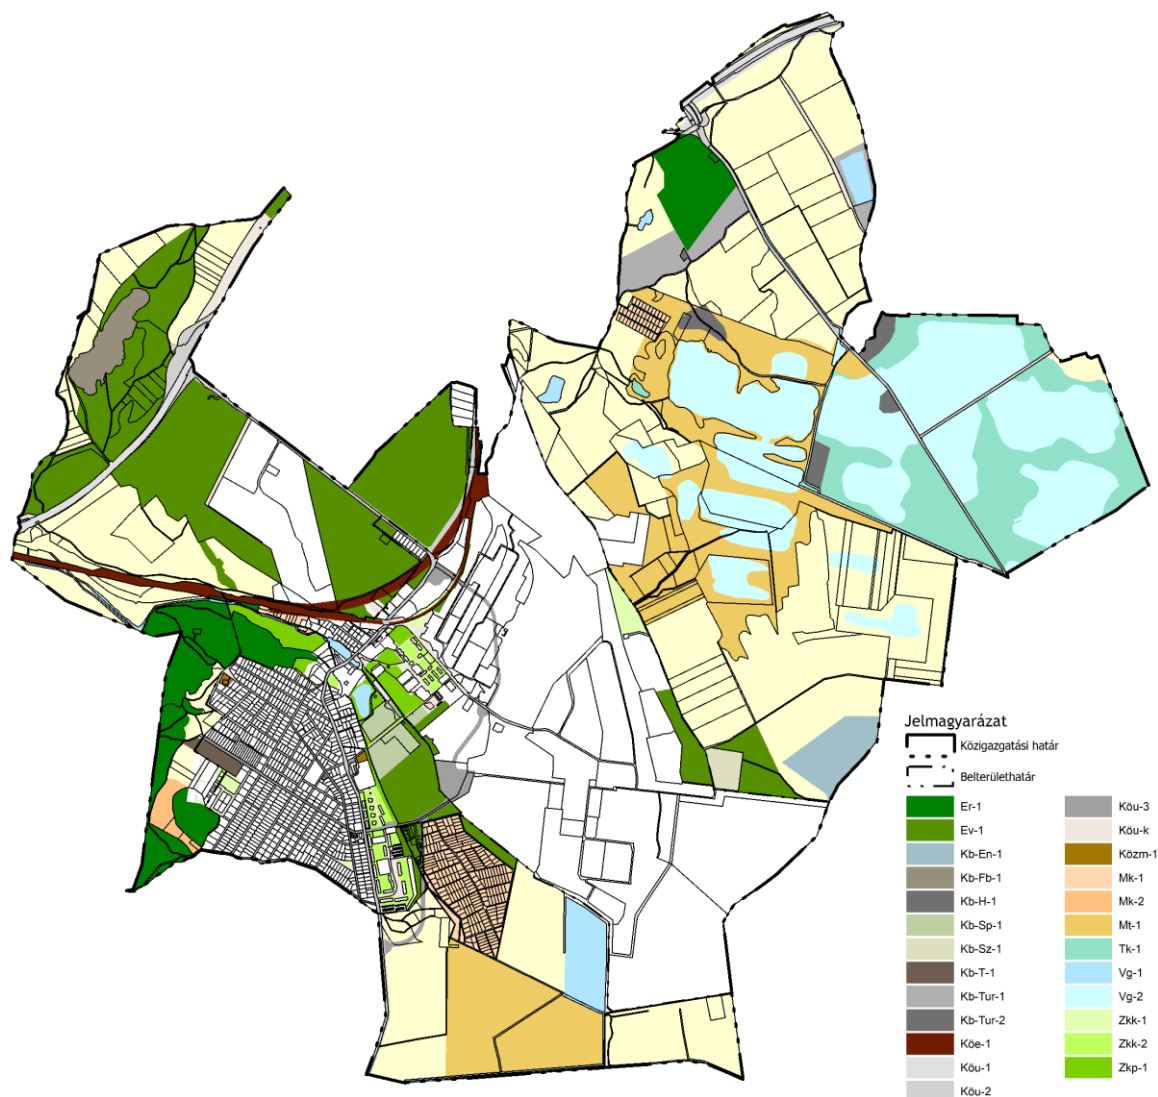 Jelmagyarázat
Közigazgatási határ
Belterülethatár
Er-1
Ev-1
Kb-En-1
Kb-Fb-1
Kb-H-1
Kb-Sp-1
Kb-Sz-1
Kb-T-1
Kb-Tur-1
Kb-Tur-2
Köe-1
Köu-1
Köu-2
Köu-3
Köu-k
Közm-1
Mk-1
Mk-2
Mt-1
Tk-1
Vg-1
Vg-2
Zkk-1
Zkk-2
Zkp-1